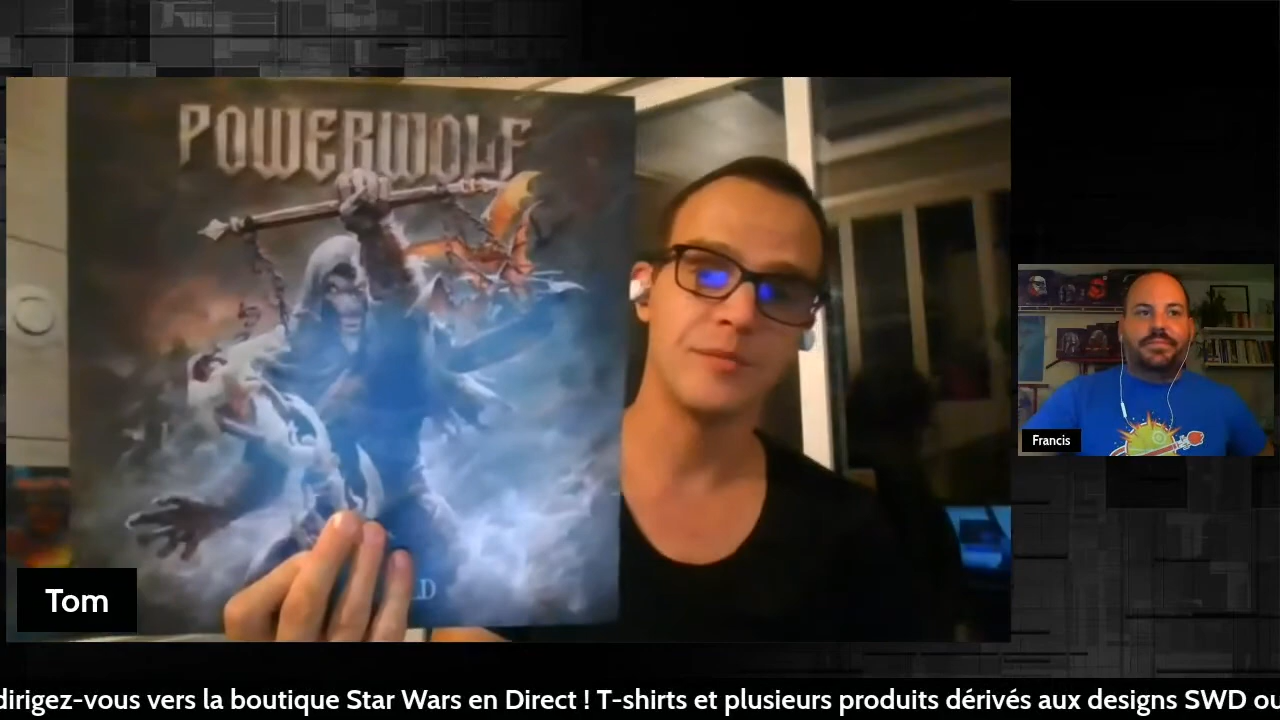 POWERWOLF
LD
Tom
Francis
dirigez-vous vers la boutique Star Wars en Direct ! T-shirts et plusieurs produits dérivés aux designs SWD ou